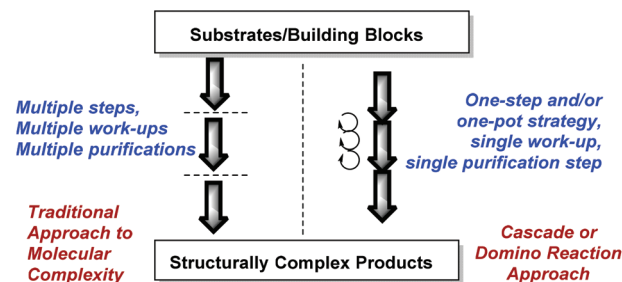 Substrates/Building Blocks
Multiple steps,
Multiple work-ups
Multiple purifications
One-step and/or
one-pot strategy,
single work-up,
single purification step
Traditional
Approach to
Molecular
Complexity
Structurally Complex Products
Cascade or
Domino Reaction
Approach